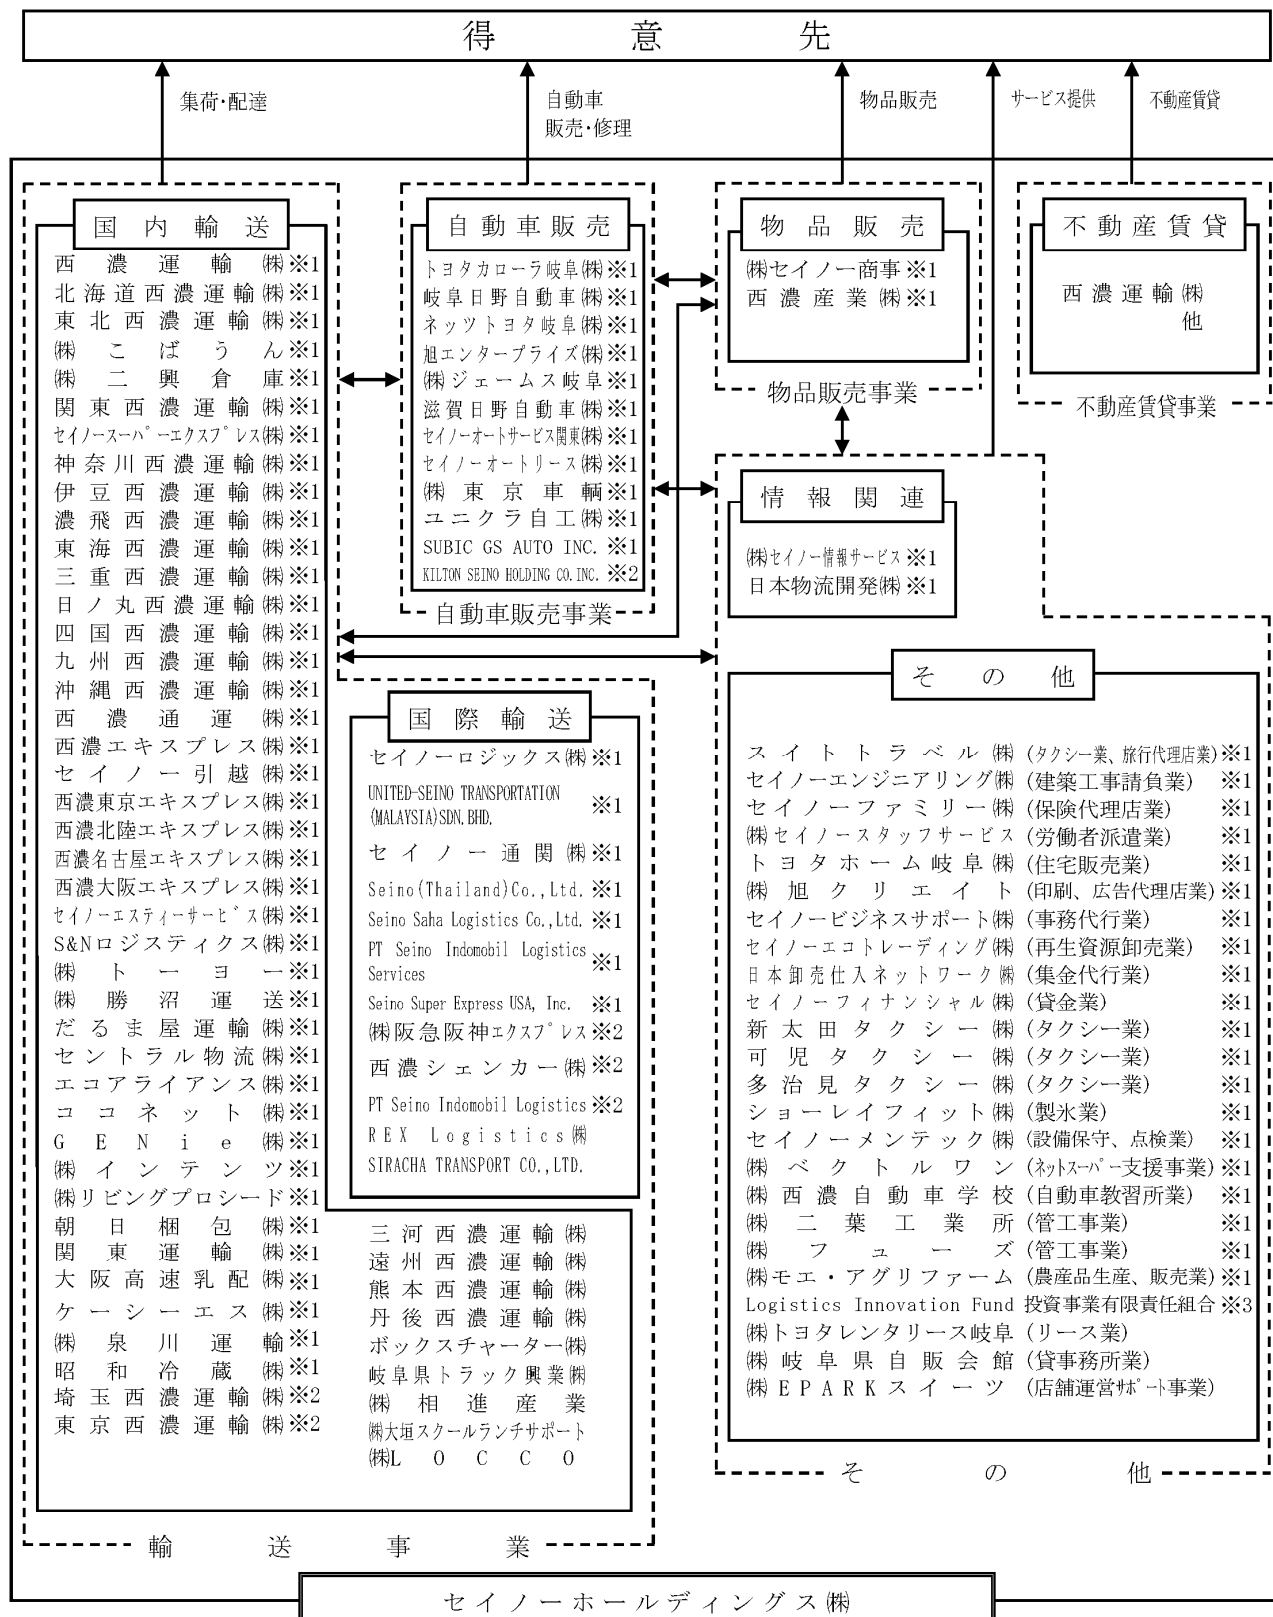 得意先
集荷・配達
自動車
販売・修理
物品販売
サービス提供
不動産賃貸
国内輸送
西濃運輸㈱※1
北海道西濃運輸㈱※1
東北西濃運輸㈱※1
㈱こばうん※1
㈱二興倉庫※1
関東西濃運輸㈱※1
セイノースーパーエクスプレス㈱※1
神奈川西濃運輸㈱※1
伊豆西濃運輸㈱※1
濃飛西濃運輸㈱※1
東海西濃運輸㈱※1
三重西濃運輸㈱※1
日ノ丸西濃運輸㈱※1
四国西濃運輸㈱※1
九州西濃運輸㈱※1
沖縄西濃運輸㈱※1
西濃通運㈱※1
西濃エキスプレス㈱※1
セイノー引越㈱※1
西濃東京エキスプレス㈱※1
西濃北陸エキスプレス㈱※1
西濃名古屋エキスプレス㈱※1
西濃大阪エキスプレス㈱※1
セイノーエスティーサービス㈱※1
S&Nロジスティクス㈱※1
㈱トーヨー※1
㈱勝沼運送※1
だるま屋運輸㈱※1
セントラル物流㈱※1
エコアライアンス㈱※1
ココネット㈱※1
GENie㈱※1
㈱インテンツ※1
㈱リビングプロシード※1
朝日梱包㈱※1
関東運輸㈱※1
大阪高速乳配㈱※1
ケーシーエス㈱※1
㈱泉川運輸※1
昭和冷蔵㈱※1
埼玉西濃運輸㈱※2
東京西濃運輸㈱※2
三河西濃運輸㈱
遠州西濃運輸㈱
熊本西濃運輸㈱
丹後西濃運輸㈱
ボックスチャーター㈱
岐阜県トラック興業㈱
㈱相進産業
㈱大垣スクールランチサポート
㈱LOCCO
国際輸送
セイノーロジックス㈱※1
UNITED-SEINO TRANSPORTATION
(MALAYSIA)SDN.BHD. ※1
セイノー通関㈱※1
Seino(Thailand)Co.,Ltd. ※1
Seino Saha Logistics Co.,Ltd. ※1
PT Seino Indomobil Logistics
Services ※1
Seino Super Express USA, Inc. ※1
㈱阪急阪神エクスプレス※2
西濃シェンカー㈱※2
PT Seino Indomobil Logistics※2
REX Logistics㈱
SIRACHA TRANSPORT CO.,LTD.
輸送事業
自動車販売
トヨタカローラ岐阜㈱※1
岐阜日野自動車㈱※1
ネッツトヨタ岐阜㈱※1
旭エンタープライズ㈱※1
㈱ジェームス岐阜※1
滋賀日野自動車㈱※1
セイノーオートサービス関東㈱※1
セイノーオートリース㈱※1
㈱東京車輌※1
ユニクラ自工㈱※1
SUBIC GS AUTO INC. ※1
KILTON SEINO HOLDING CO.INC. ※2
自動車販売事業
物品販売
㈱セイノー商事※1
西濃産業㈱※1
物品販売事業
不動産賃貸
西濃運輸㈱
他
不動産賃貸事業
情報関連
㈱セイノー情報サービス※1
日本物流開発㈱※1
その他
スイトトラベル㈱(タクシー業、旅行代理店業)※1
セイノーエンジニアリング㈱(建築工事請負業)※1
セイノーファミリー㈱(保険代理店業)※1
㈱セイノースタッフサービス(労働者派遣業)※1
トヨタホーム岐阜㈱(住宅販売業)※1
㈱旭クリエイト(印刷、広告代理店業)※1
セイノービジネスサポート㈱(事務代行業)※1
セイノーエコトレーディング㈱(再生資源卸売業)※1
日本卸売仕入ネットワーク㈱(集金代行業)※1
セイノーフィナンシャル㈱(貸金業)※1
新太田タクシー㈱(タクシー業)※1
可児タクシー㈱(タクシー業)※1
多治見タクシー㈱(タクシー業)※1
ショーレイフィット㈱(製氷業)※1
セイノーメンテック㈱(設備保守、点検業)※1
㈱ベクトルワン(ネットスーパー支援事業)※1
㈱西濃自動車学校(自動車教習所業)※1
㈱二葉工業所(管工事業)※1
㈱フューズ(管工事業)※1
㈱モエ・アグリファーム(農産品生産、販売業)※1
Logistics Innovation Fund 投資事業有限責任組合※3
㈱トヨタレンタリース岐阜(リース業)
㈱岐阜県自販会館(貸事務所業)
㈱EPARKスイーツ(店舗運営サポート事業)
その他
セイノーホールディングス㈱